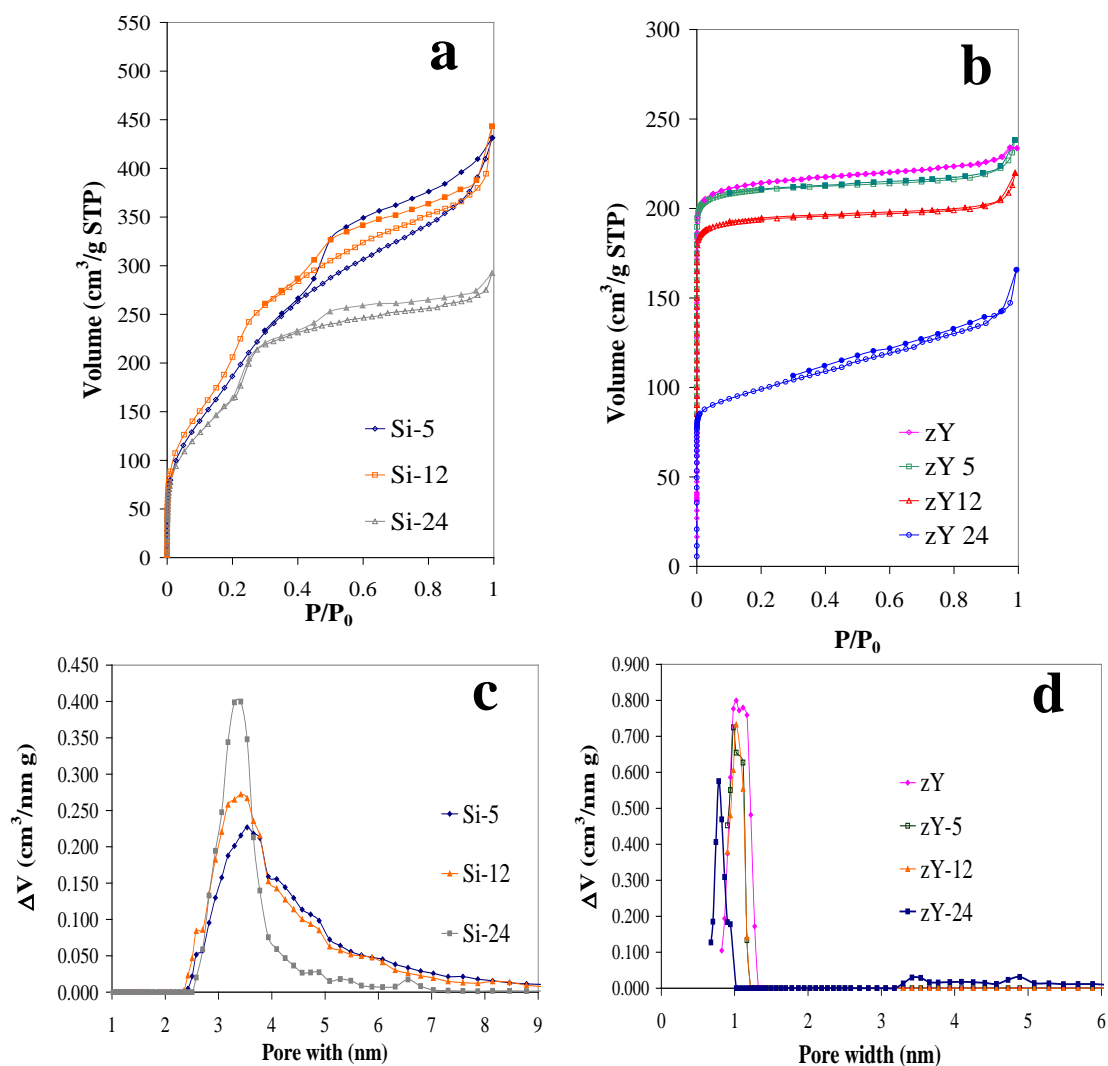 a
Volume (cm³/g STP)
550
500
450
400
350
300
250
200
150
100
50
0
0 0.2 0.4 0.6 0.8 1
P/P₀
Si-5
Si-12
Si-24
b
Volume (cm³/g STP)
300
250
200
150
100
50
0
0 0.2 0.4 0.6 0.8 1
P/P₀
zY
zY 5
zY12
zY 24
c
ΔV (cm³/nm g)
0.450
0.400
0.350
0.300
0.250
0.200
0.150
0.100
0.050
0.000
1 2 3 4 5 6 7 8 9
Pore with (nm)
Si-5
Si-12
Si-24
d
ΔV (cm³/nm g)
0.900
0.800
0.700
0.600
0.500
0.400
0.300
0.200
0.100
0.000
0 1 2 3 4 5 6
Pore width (nm)
zY
zY-5
zY-12
zY-24